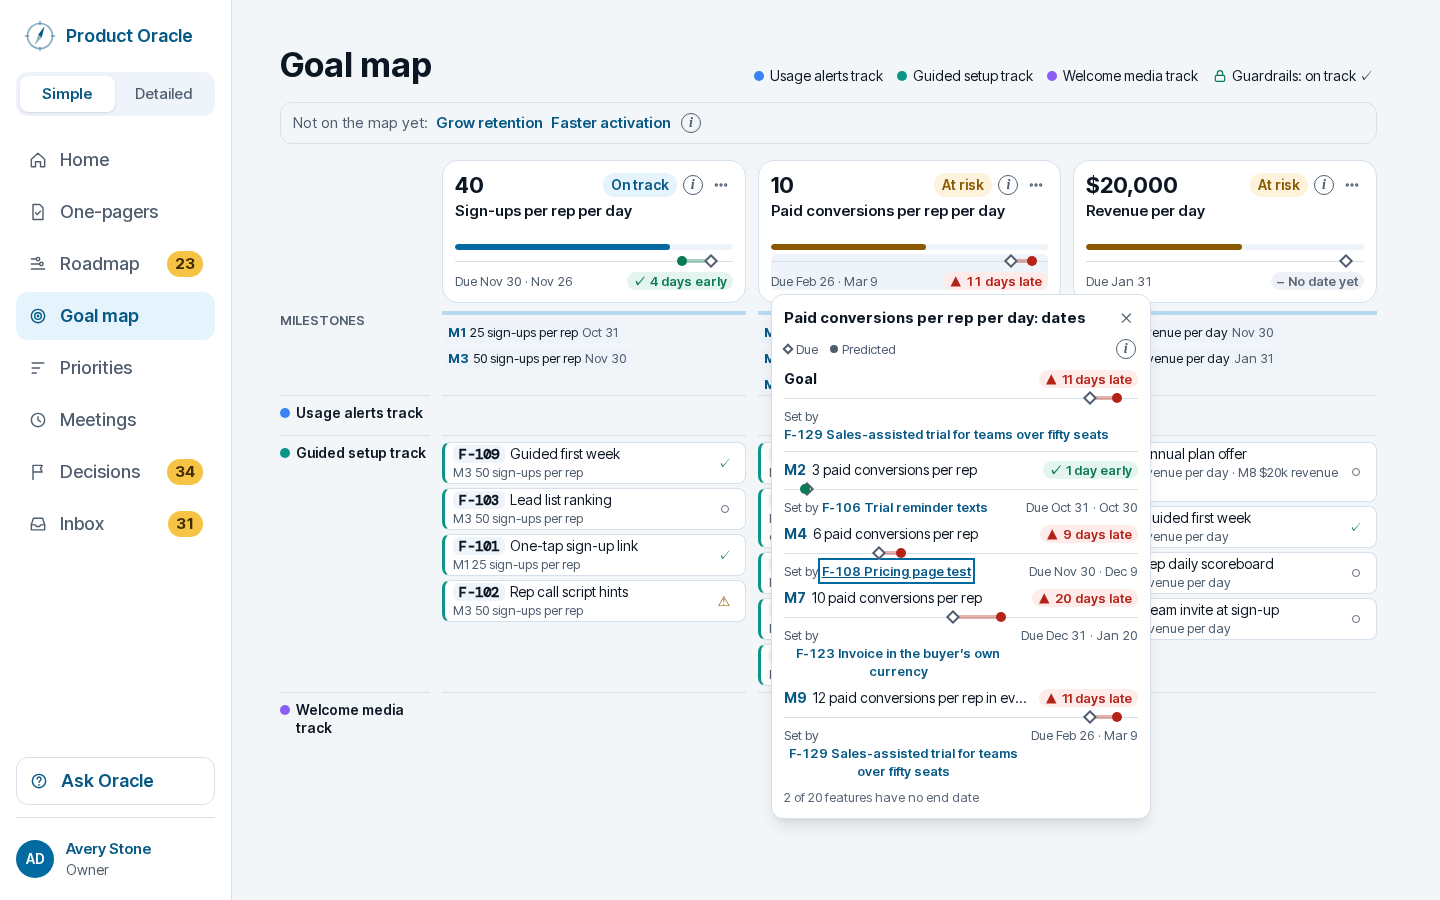 Product Oracle
Simple
Detailed
Home
One-pagers
Roadmap
23
Goal map
Priorities
Meetings
Decisions
34
Inbox
31
Ask Oracle
AD
Avery Stone
Owner
Goal map
Usage alerts track
Guided setup track
Welcome media track
Guardrails: on track ✓
Not on the map yet: Grow retention Faster activation i
40
On track
i
Sign-ups per rep per day
Due Nov 30 · Nov 26
✓ 4 days early
10
At risk
i
Paid conversions per rep per day
Due Feb 26 · Mar 9
▲ 11 days late
$20,000
At risk
i
Revenue per day
Due Jan 31
– No date yet
MILESTONES
M1 25 sign-ups per rep Oct 31
M3 50 sign-ups per rep Nov 30
enue per day Nov 30
venue per day Jan 31
Usage alerts track
Guided setup track
F-109 Guided first week
M3 50 sign-ups per rep
✓
F-103 Lead list ranking
M3 50 sign-ups per rep
F-101 One-tap sign-up link
M1 25 sign-ups per rep
✓
F-102 Rep call script hints
M3 50 sign-ups per rep
⚠
nnual plan offer
venue per day · M8 $20k revenue
uided first week
venue per day
✓
ep daily scoreboard
venue per day
eam invite at sign-up
venue per day
Welcome media
track
Paid conversions per rep per day: dates
Due
Predicted
i
Goal
▲ 11 days late
Set by
F-129 Sales-assisted trial for teams over fifty seats
M2 3 paid conversions per rep
✓ 1 day early
Set by F-106 Trial reminder texts
Due Oct 31 · Oct 30
M4 6 paid conversions per rep
▲ 9 days late
Set by F-108 Pricing page test
Due Nov 30 · Dec 9
M7 10 paid conversions per rep
▲ 20 days late
Set by
Due Dec 31 · Jan 20
F-123 Invoice in the buyer’s own
currency
M9 12 paid conversions per rep in ev…
▲ 11 days late
Set by
Due Feb 26 · Mar 9
F-129 Sales-assisted trial for teams
over fifty seats
2 of 20 features have no end date